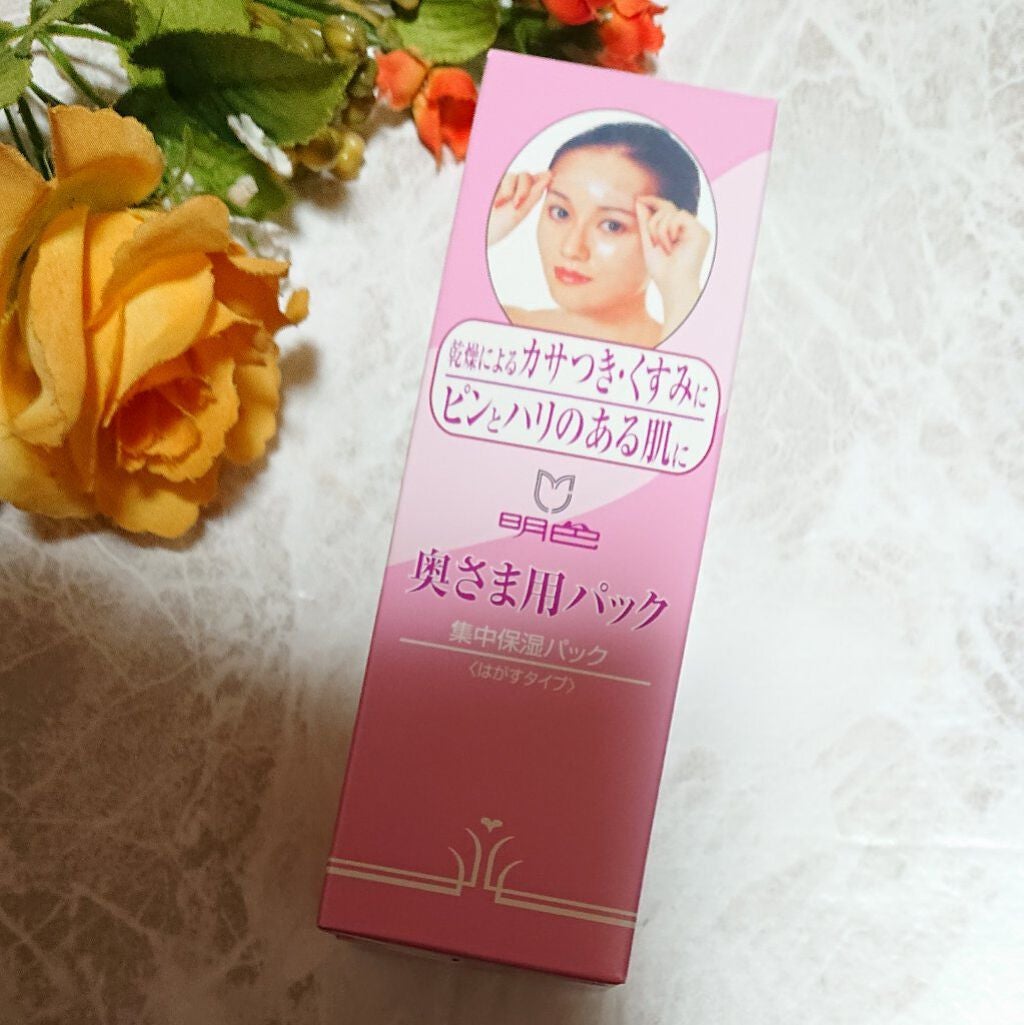 乾燥によるカサつき・くすみに
ピンとハリのある肌に
明色
奥さま用パック
集中保湿パック
〈はがすタイプ〉